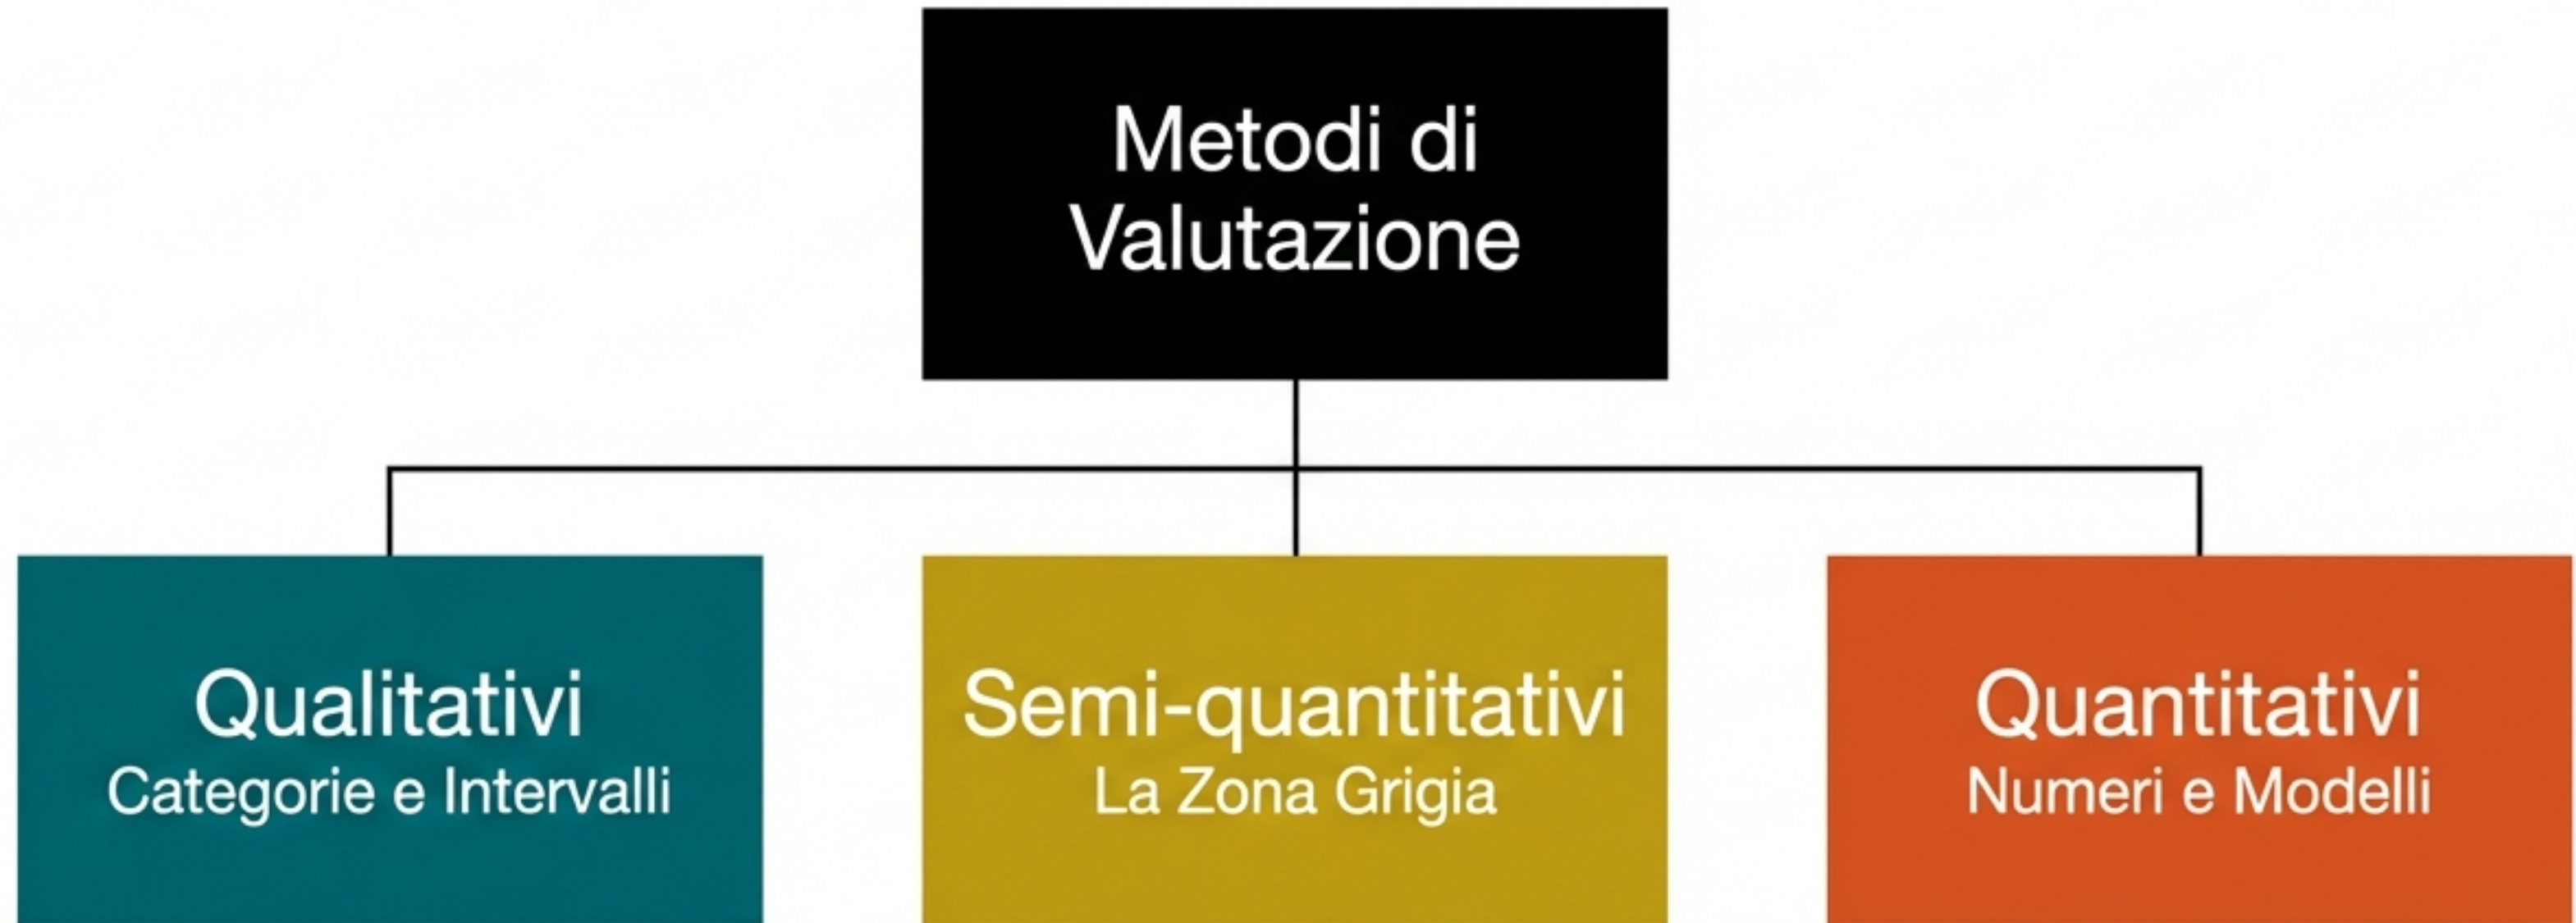 Metodi di
Valutazione
Qualitativi
Categorie e Intervalli
Semi-quantitativi
La Zona Grigia
Quantitativi
Numeri e Modelli